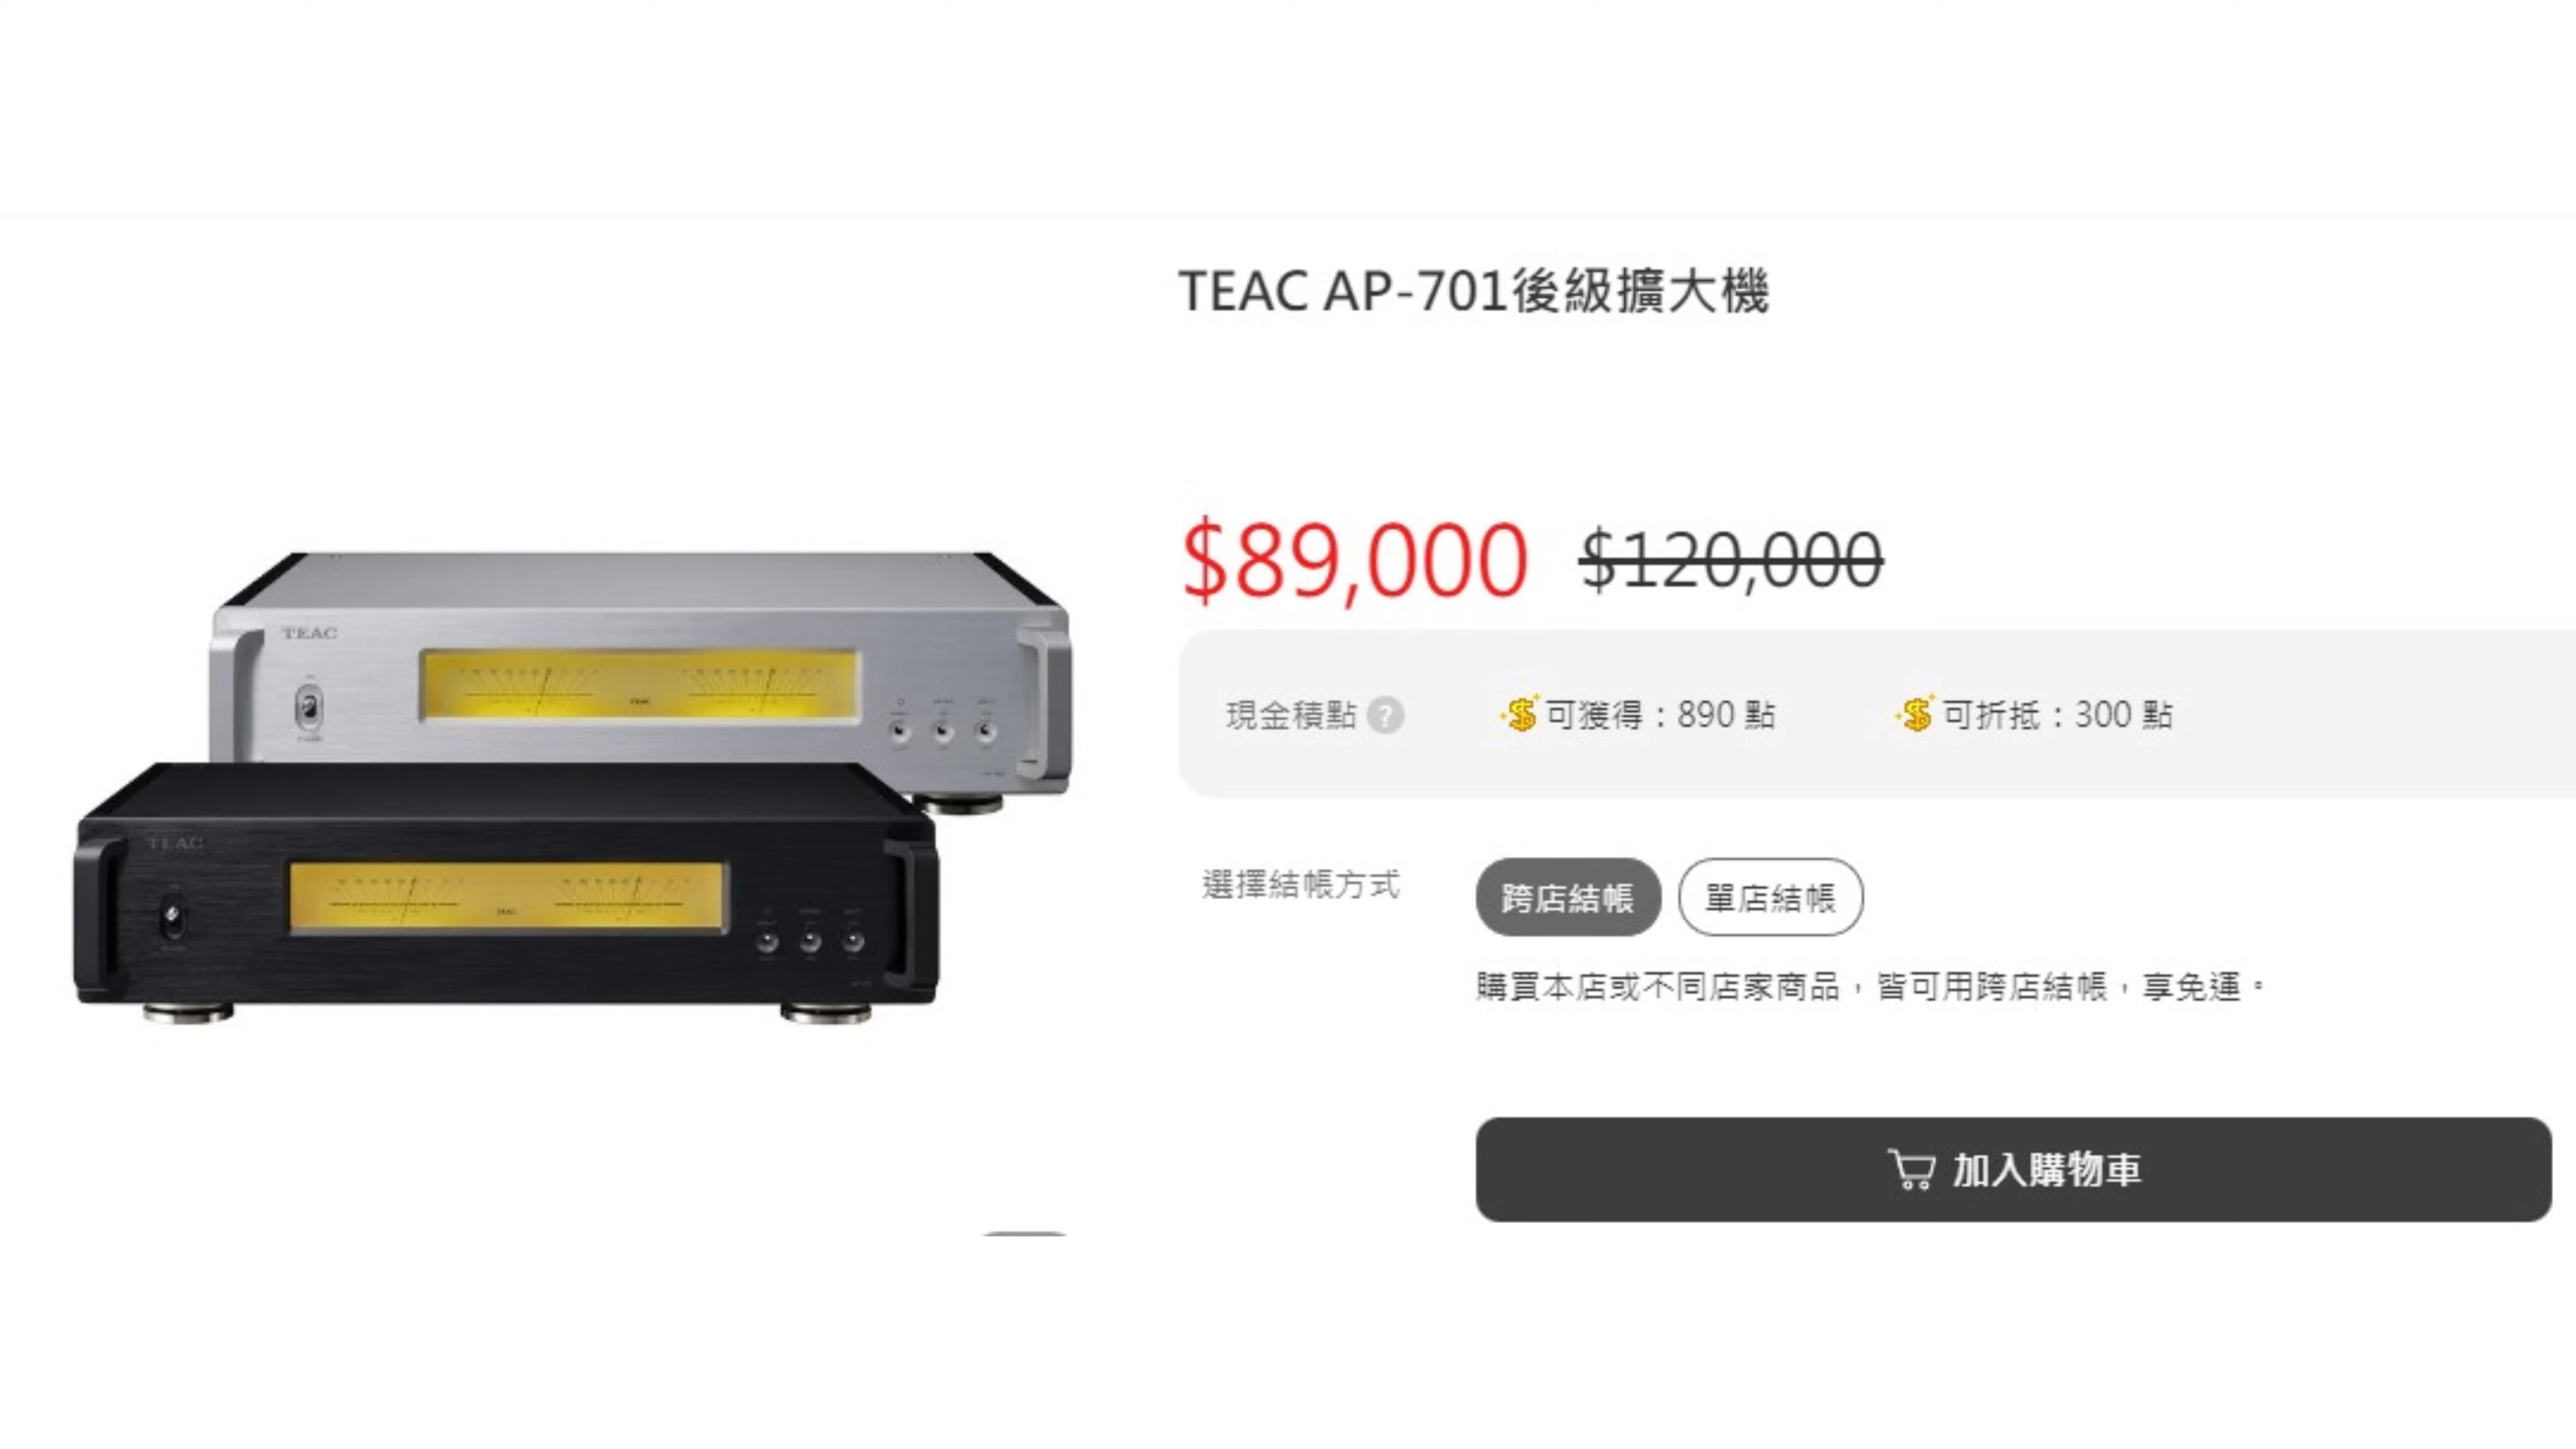 TEAC AP-701後級擴大機
$89,000 $120,000
現金積點 ? 可獲得：890 點 可折抵：300 點
選擇結帳方式 跨店結帳 單店結帳
購買本店或不同店家商品，皆可用跨店結帳，享免運。
加入購物車
TEAC
TEAC
TEAC
TEAC